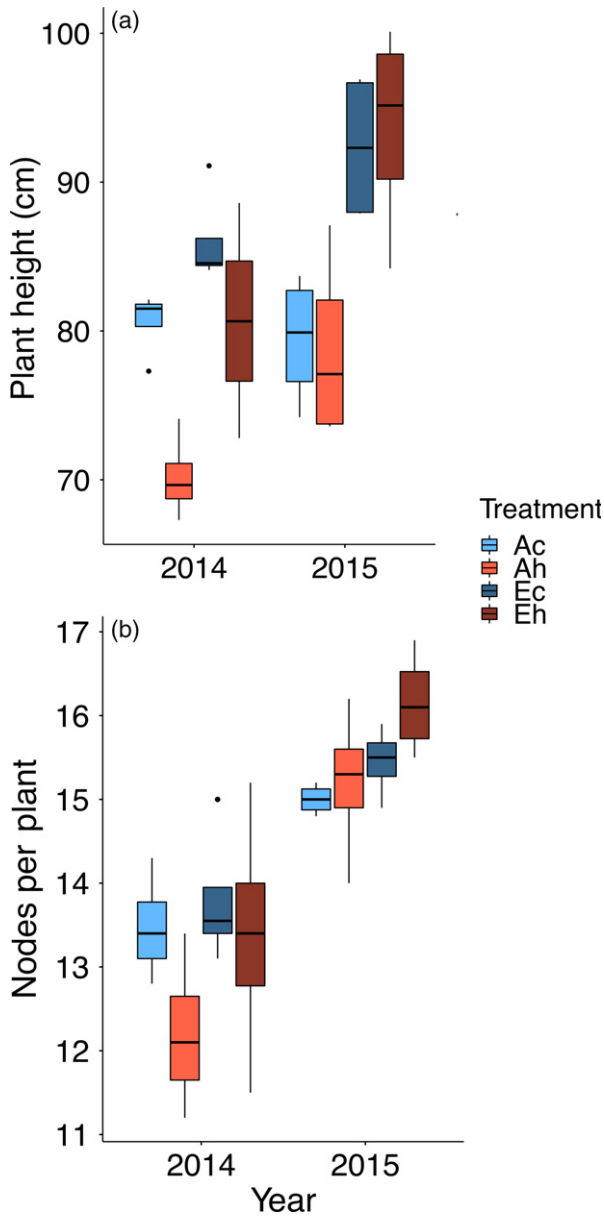 (a)
Plant height (cm)
100
90
80
70
2014 2015
Treatment
Ac
Ah
Ec
Eh
(b)
Nodes per plant
17
16
15
14
13
12
11
2014 2015
Year